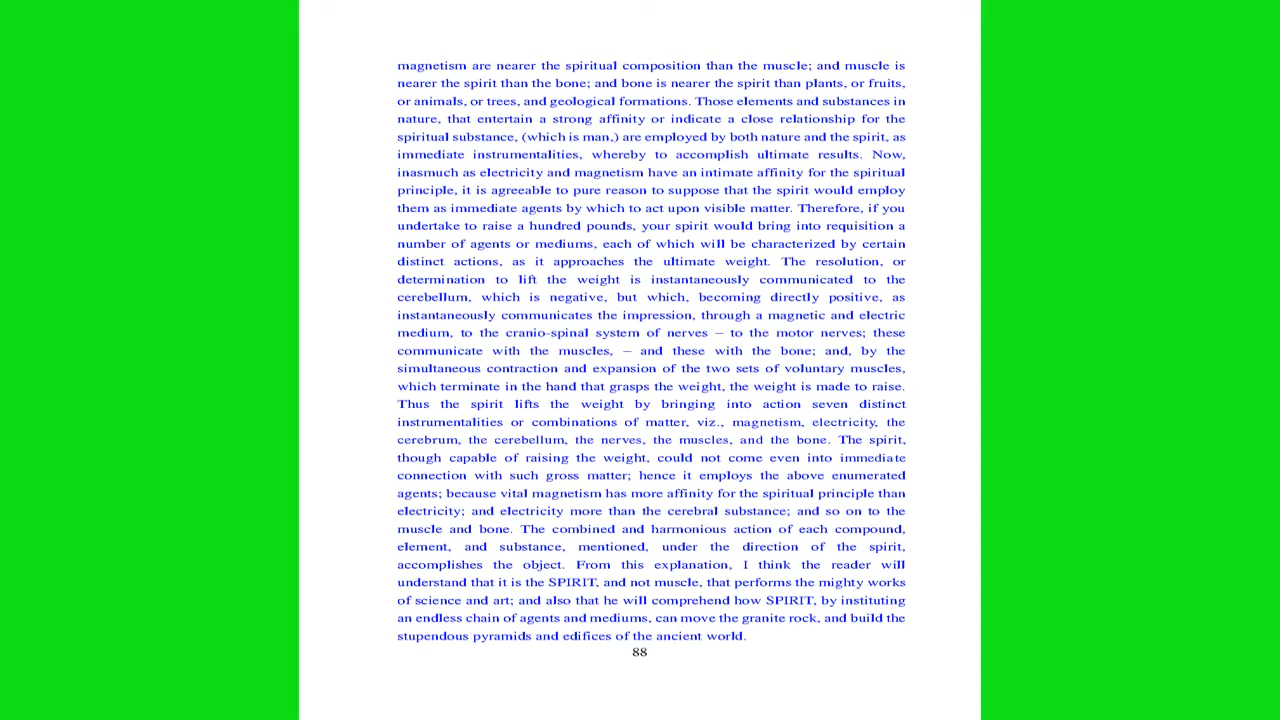 magnetism are nearer the spiritual composition than the muscle; and muscle is
nearer the spirit than the bone; and bone is nearer the spirit than plants, or fruits,
or animals, or trees, and geological formations. Those elements and substances in
nature, that entertain a strong affinity or indicate a close relationship for the
spiritual substance, (which is man,) are employed by both nature and the spirit, as
immediate instrumentalities, whereby to accomplish ultimate results. Now,
inasmuch as electricity and magnetism have an intimate affinity for the spiritual
principle, it is agreeable to pure reason to suppose that the spirit would employ
them as immediate agents by which to act upon visible matter. Therefore, if you
undertake to raise a hundred pounds, your spirit would bring into requisition a
number of agents or mediums, each of which will be characterized by certain
distinct actions, as it approaches the ultimate weight. The resolution, or
determination to lift the weight is instantaneously communicated to the
cerebellum, which is negative, but which, becoming directly positive, as
instantaneously communicates the impression, through a magnetic and electric
medium, to the cranio-spinal system of nerves – to the motor nerves; these
communicate with the muscles, – and these with the bone; and, by the
simultaneous contraction and expansion of the two sets of voluntary muscles,
which terminate in the hand that grasps the weight, the weight is made to raise.
Thus the spirit lifts the weight by bringing into action seven distinct
instrumentalities or combinations of matter, viz., magnetism, electricity, the
cerebrum, the cerebellum, the nerves, the muscles, and the bone. The spirit,
though capable of raising the weight, could not come even into immediate
connection with such gross matter; hence it employs the above enumerated
agents; because vital magnetism has more affinity for the spiritual principle than
electricity; and electricity more than the cerebral substance; and so on to the
muscle and bone. The combined and harmonious action of each compound,
element, and substance, mentioned, under the direction of the spirit,
accomplishes the object. From this explanation, I think the reader will
understand that it is the SPIRIT, and not muscle, that performs the mighty works
of science and art; and also that he will comprehend how SPIRIT, by instituting
an endless chain of agents and mediums, can move the granite rock, and build the
stupendous pyramids and edifices of the ancient world.
88